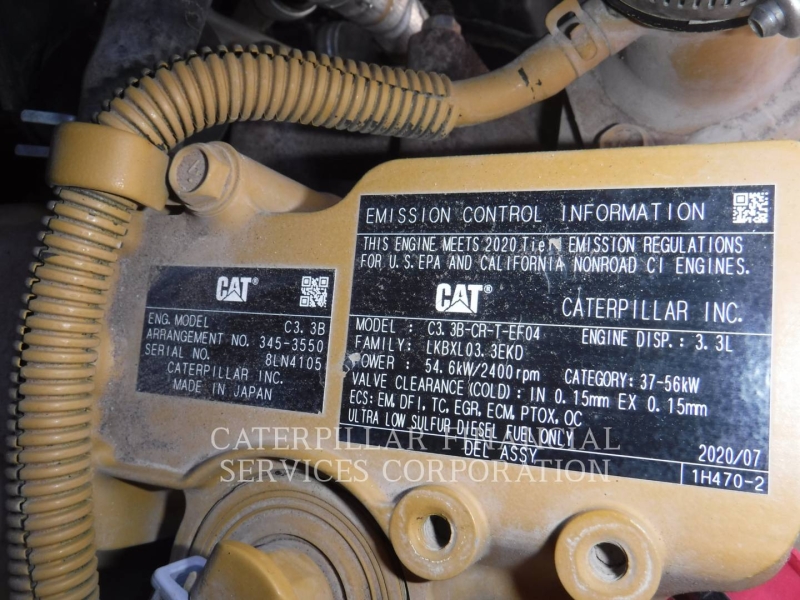 CAT®
ENG. MODEL C3.3B
ARRANGEMENT NO. 345-3550
SERIAL NO. 8LN4105
CATERPILLAR INC.
MADE IN JAPAN
EMISSION CONTROL INFORMATION
THIS ENGINE MEETS 2020 Tier EMISSION REGULATIONS
FOR U.S.EPA AND CALIFORNIA NONROAD CI ENGINES.
CAT® CATERPILLAR INC.
MODEL : C3.3B-CR-T-EF04 ENGINE DISP.: 3.3L
FAMILY: LKBXL03.3EKD
POWER : 54.6kW/2400rpm CATEGORY: 37-56kW
VALVE CLEARANCE(COLD): IN 0.15mm EX 0.15mm
ECS: EM, DFI, TC, EGR, ECM, PTOX, OC
ULTRA LOW SULFUR DIESEL FUEL ONLY
DEL ASSY 2020/07
1H470-2
CATERPILLAR FINANCIAL
SERVICES CORPORATION